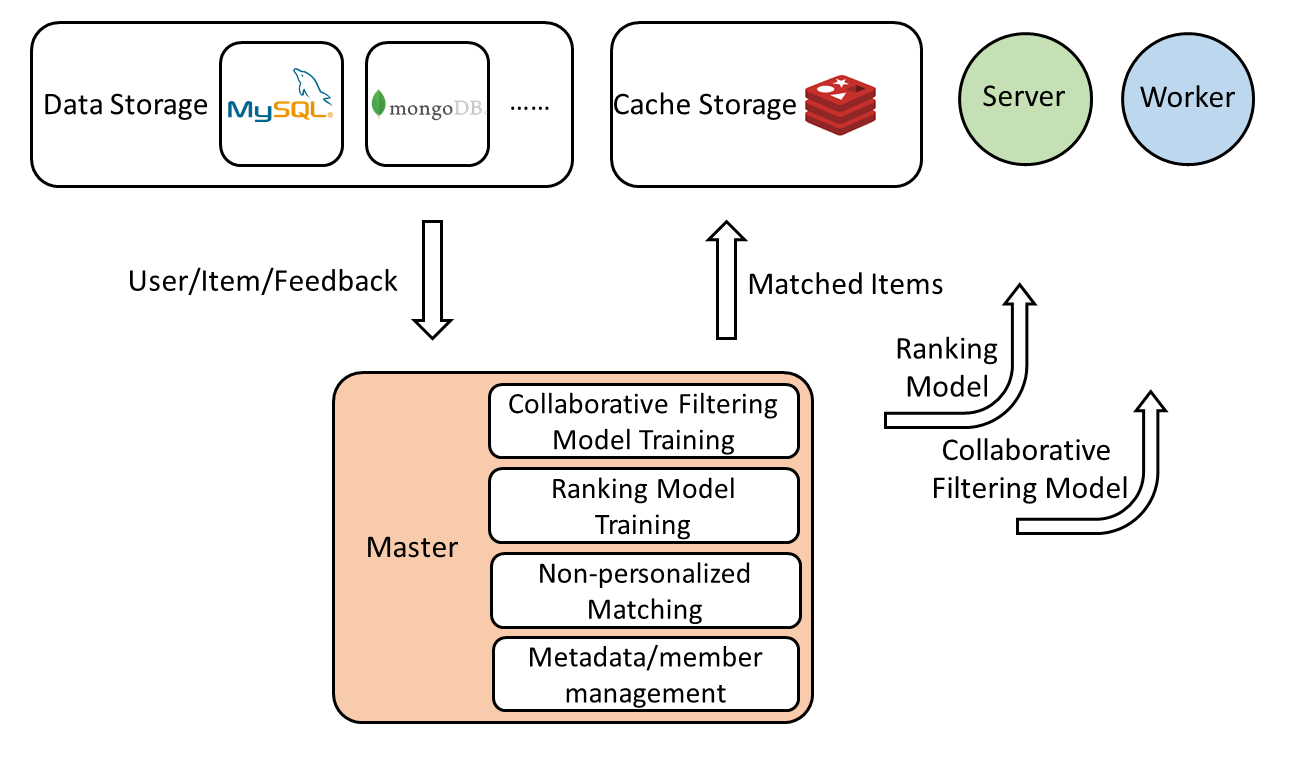 Data Storage
MySQL®
mongoDB.
......
Cache Storage
Server
Worker
User/Item/Feedback
Matched Items
Ranking
Model
Collaborative
Filtering Model
Master
Collaborative Filtering
Model Training
Ranking Model
Training
Non-personalized
Matching
Metadata/member
management